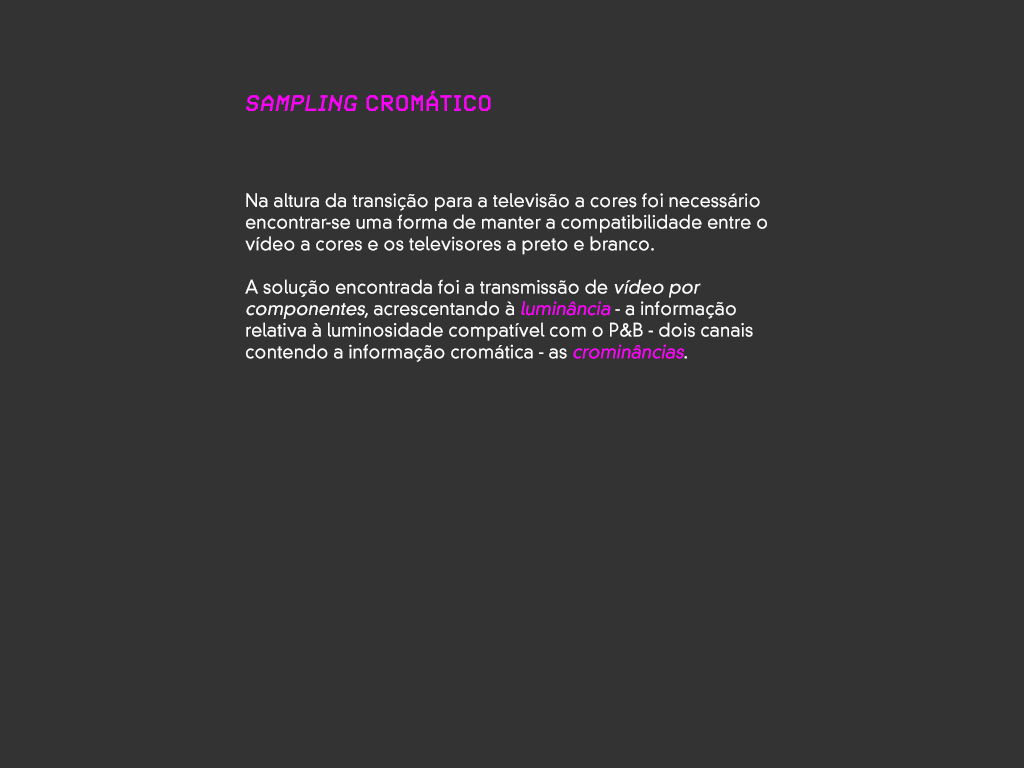 SAMPLING CROMÁTICO
Na altura da transição para a televisão a cores foi necessário
encontrar-se uma forma de manter a compatibilidade entre o
vídeo a cores e os televisores a preto e branco.
A solução encontrada foi a transmissão de vídeo por
componentes, acrescentando à luminância - a informação
relativa à luminosidade compatível com o P&B - dois canais
contendo a informação cromática - as crominâncias.